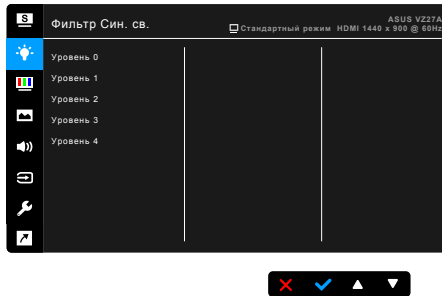 S
Фильтр Син. св.
ASUS VZ27A
Стандартный режим HDMI 1440 x 900 @ 60Hz
Уровень 0
Уровень 1
Уровень 2
Уровень 3
Уровень 4